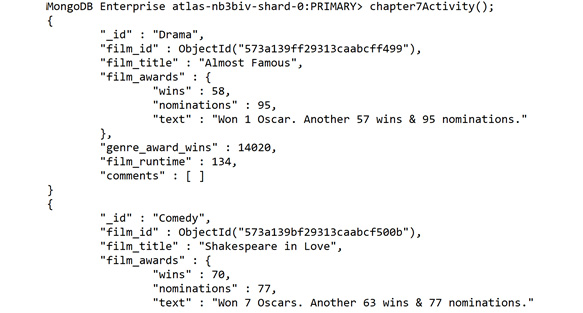 MongoDB Enterprise atlas-nb3biv-shard-0:PRIMARY> chapter7Activity();
{
        "_id" : "Drama",
        "film_id" : ObjectId("573a139ff29313caabcff499"),
        "film_title" : "Almost Famous",
        "film_awards" : {
                "wins" : 58,
                "nominations" : 95,
                "text" : "Won 1 Oscar. Another 57 wins & 95 nominations."
        },
        "genre_award_wins" : 14020,
        "film_runtime" : 134,
        "comments" : [ ]
}
{
        "_id" : "Comedy",
        "film_id" : ObjectId("573a139bf29313caabcf500b"),
        "film_title" : "Shakespeare in Love",
        "film_awards" : {
                "wins" : 70,
                "nominations" : 77,
                "text" : "Won 7 Oscars. Another 63 wins & 77 nominations."